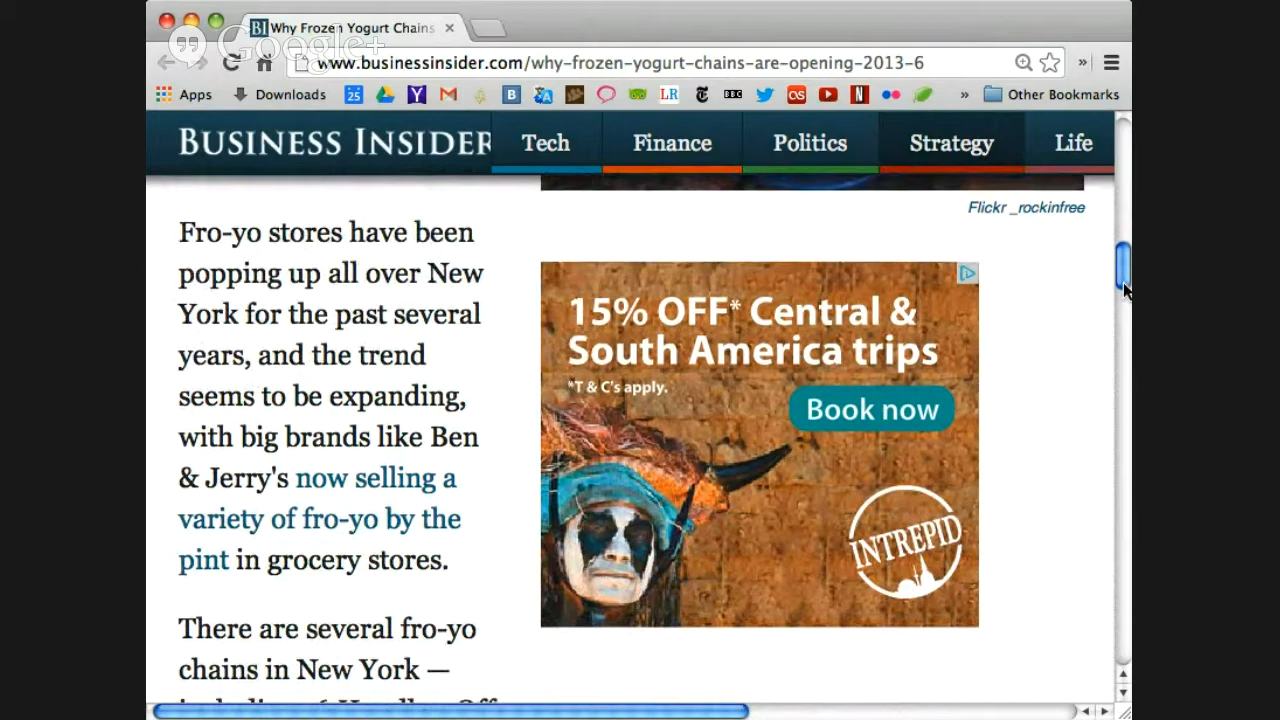 Why Frozen Yogurt Chains
Google+
www.businessinsider.com/why-frozen-yogurt-chains-are-opening-2013-6
Apps Downloads 25 Y B LR BBC N » Other Bookmarks
BUSINESS INSIDER Tech Finance Politics Strategy Life
Flickr _rockinfree
Fro-yo stores have been
popping up all over New
York for the past several
years, and the trend
seems to be expanding,
with big brands like Ben
& Jerry's now selling a
variety of fro-yo by the
pint in grocery stores.
There are several fro-yo
chains in New York —
15% OFF* Central &
South America trips
*T & C's apply.
Book now
INTREPID